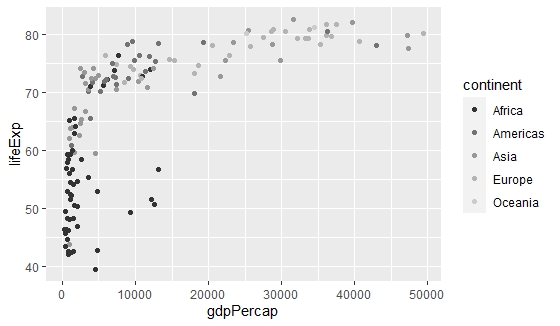 80
70
60
50
40
lifeExp
0
10000
20000
30000
40000
50000
gdpPercap
continent
Africa
Americas
Asia
Europe
Oceania